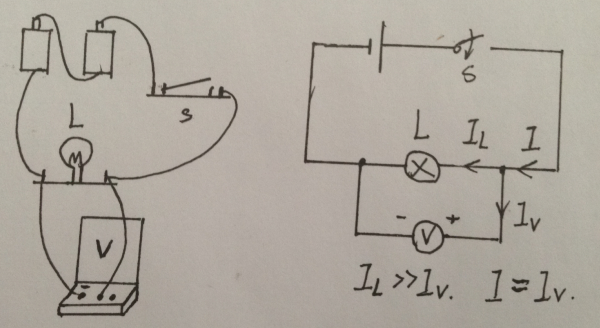 L
S
V
S
L I_L I
I_V
- V +
I_L >> I_V. I = I_V.